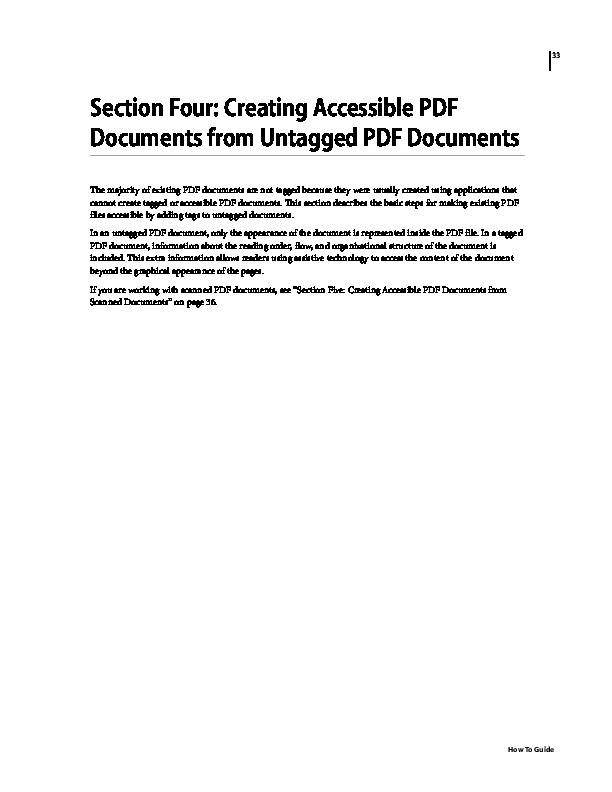 33
Section Four: Creating Accessible PDF
Documents from Untagged PDF Documents
The majority of existing PDF documents are not tagged because they were usually created using applications that
cannot create tagged or accessible PDF documents. This section describes the basic steps for making existing PDF
files accessible by adding tags to untagged documents.
In an untagged PDF document, only the appearance of the document is represented inside the PDF file. In a tagged
PDF document, information about the reading order, flow, and organizational structure of the document is
included. This extra information allows readers using assistive technology to access the content of the document
beyond the graphical appearance of the pages.
If you are working with scanned PDF documents, see "Section Five: Creating Accessible PDF Documents from
Scanned Documents" on page 36.
How To Guide